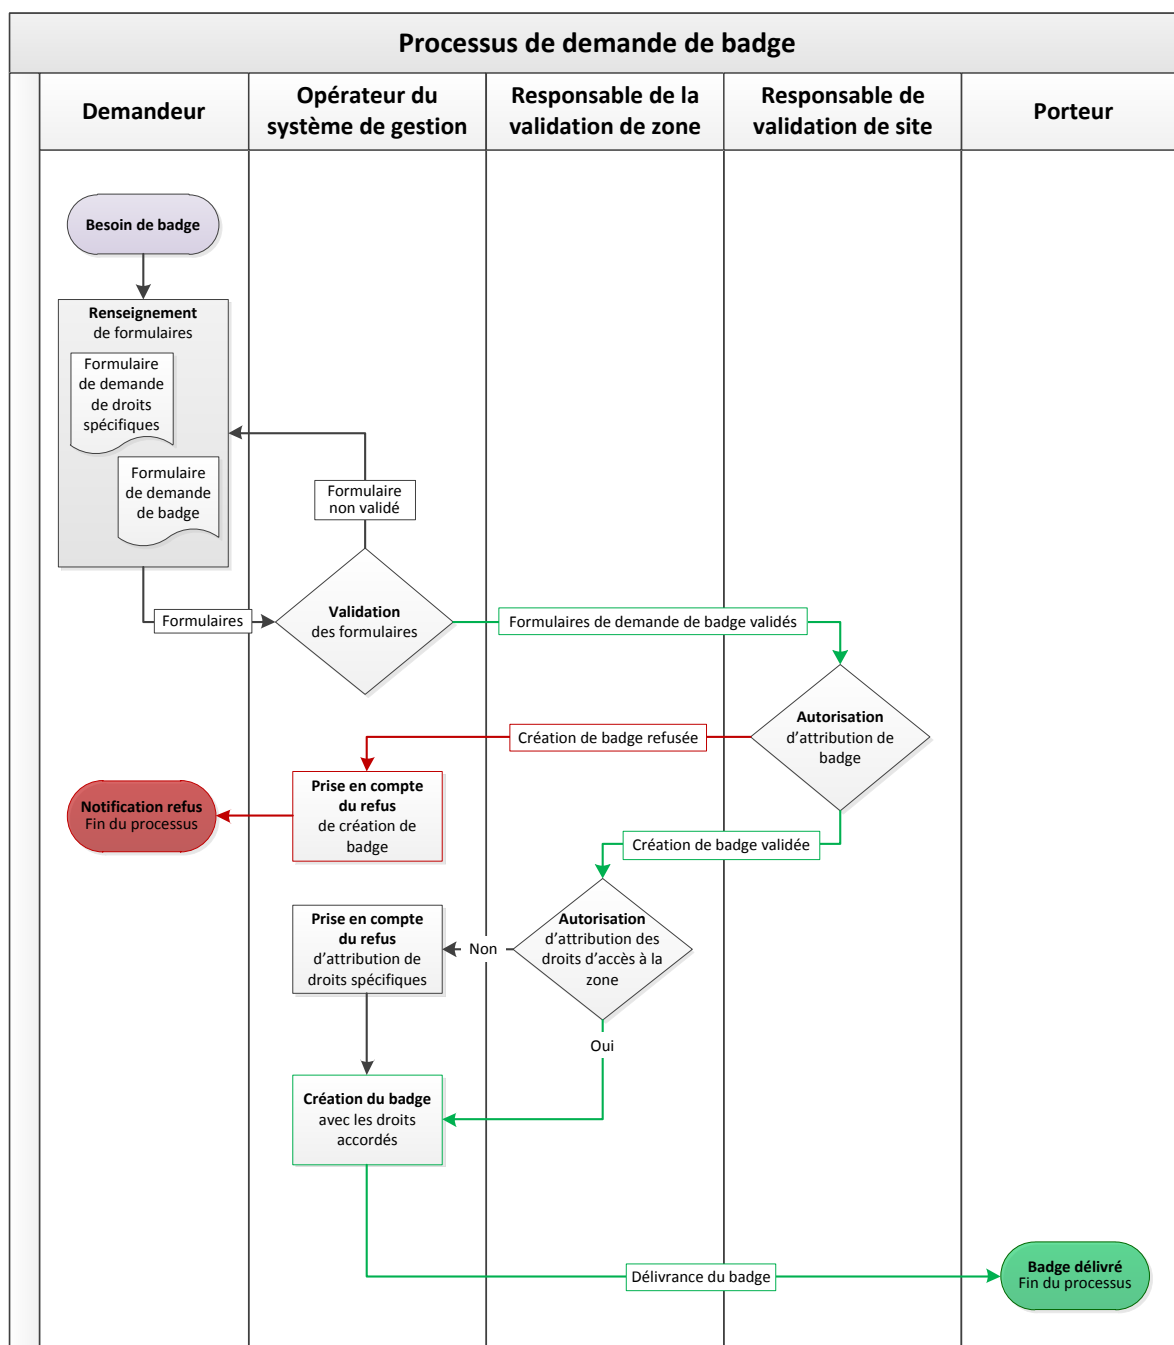 Processus de demande de badge
Demandeur
Opérateur du
système de gestion
Responsable de la
validation de zone
Responsable de
validation de site
Porteur
Besoin de badge
Renseignement
de formulaires
Formulaire
de demande
de droits
spécifiques
Formulaire
de demande
de badge
Formulaire
non validé
Formulaires
Validation
des formulaires
Formulaires de demande de badge validés
Autorisation
d'attribution de
badge
Création de badge refusée
Prise en compte
du refus
de création de
badge
Notification refus
Fin du processus
Création de badge validée
Autorisation
d'attribution des
droits d'accès à la
zone
Non
Prise en compte
du refus
d'attribution de
droits spécifiques
Oui
Création du badge
avec les droits
accordés
Délivrance du badge
Badge délivré
Fin du processus